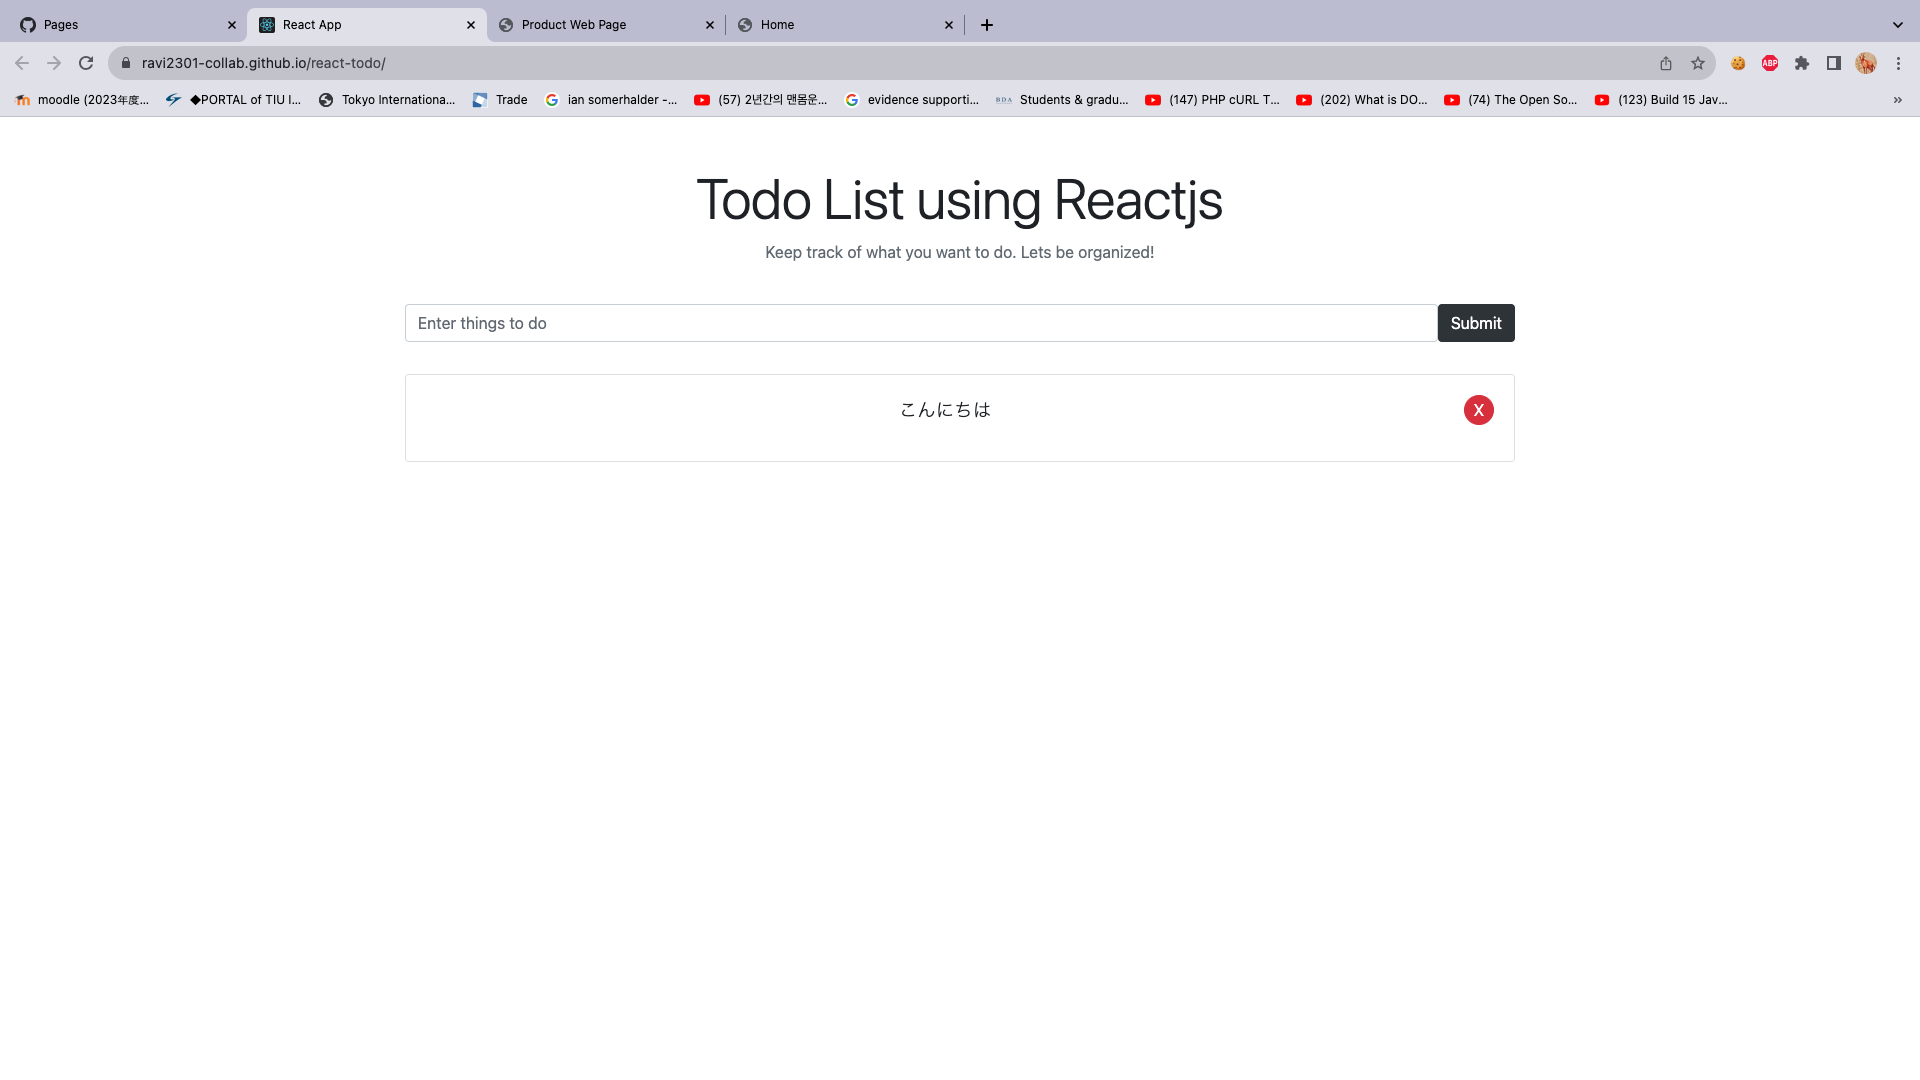 Pages
React App
Product Web Page
Home
ravi2301-collab.github.io/react-todo/
ABP
moodle (2023年度...
◆PORTAL of TIU I...
Tokyo Internationa...
Trade
ian somerhalder -...
(57) 2년간의 맨몸운...
evidence supporti...
BDA
Students & gradu...
(147) PHP cURL T...
(202) What is DO...
(74) The Open So...
(123) Build 15 Jav...
Todo List using Reactjs
Keep track of what you want to do. Lets be organized!
Enter things to do
Submit
こんにちは
X